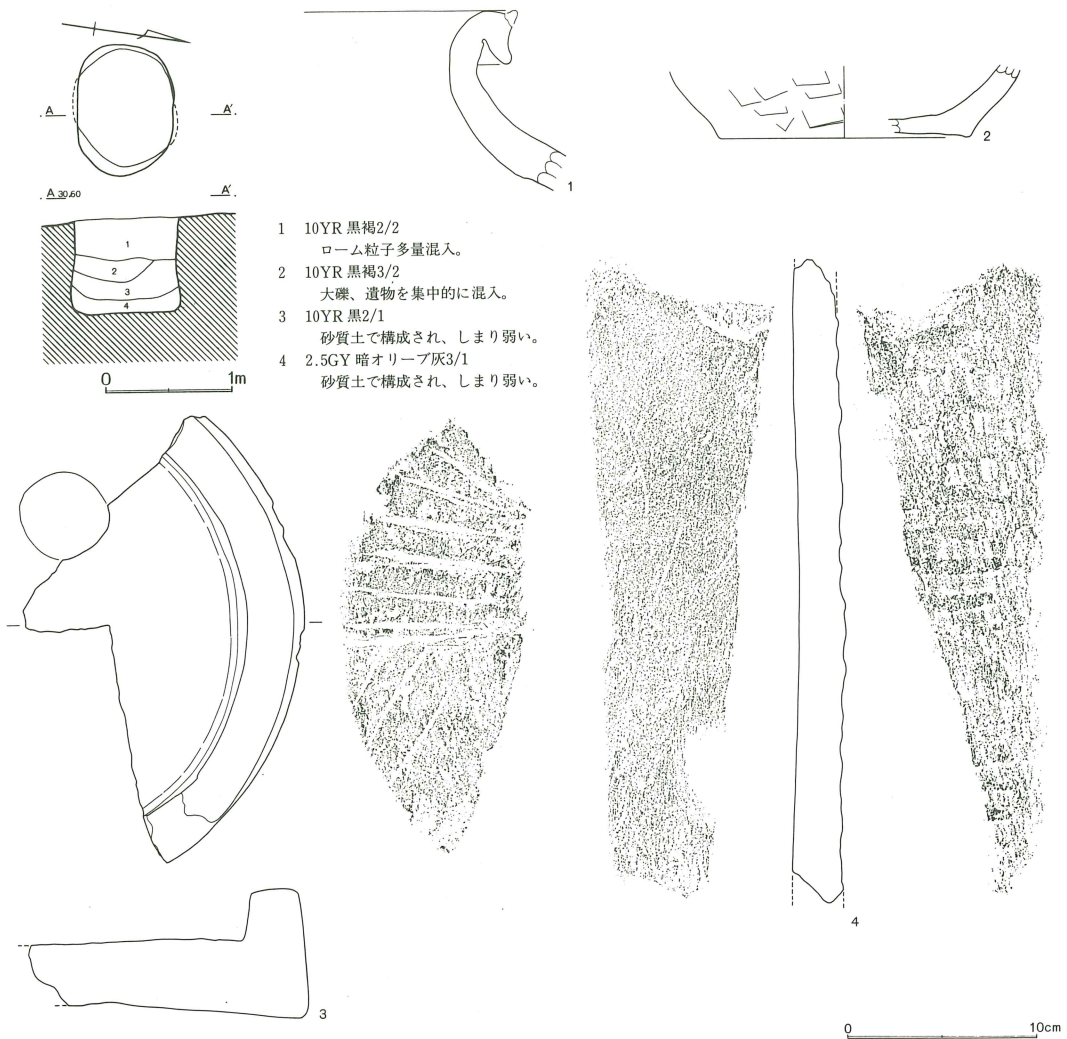 A
A′
A 30.60
A′
1
2
3
4
0
1m
1 10YR 黒褐2/2
ローム粒子多量混入。
2 10YR 黒褐3/2
大礫、遺物を集中的に混入。
3 10YR 黒2/1
砂質土で構成され、しまり弱い。
4 2.5GY 暗オリーブ灰3/1
砂質土で構成され、しまり弱い。
1
2
3
4
0
10cm